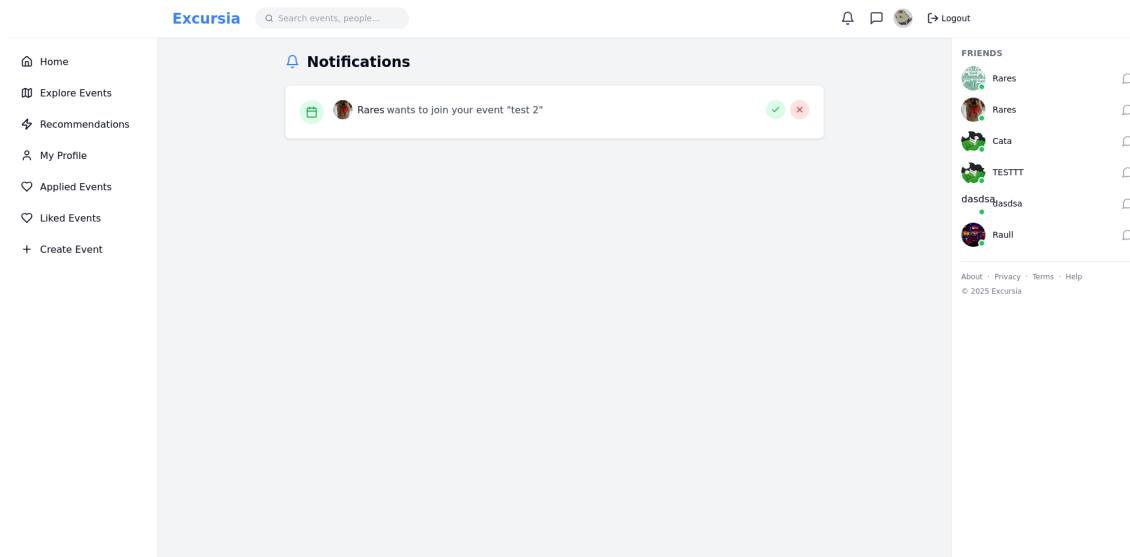 Excursia
Search events, people...
Logout
Home
Explore Events
Recommendations
My Profile
Applied Events
Liked Events
Create Event
Notifications
Rares wants to join your event "test 2"
FRIENDS
Rares
Rares
Cata
TESTTT
dasdsa
dasdsa
Raull
About · Privacy · Terms · Help
© 2025 Excursia